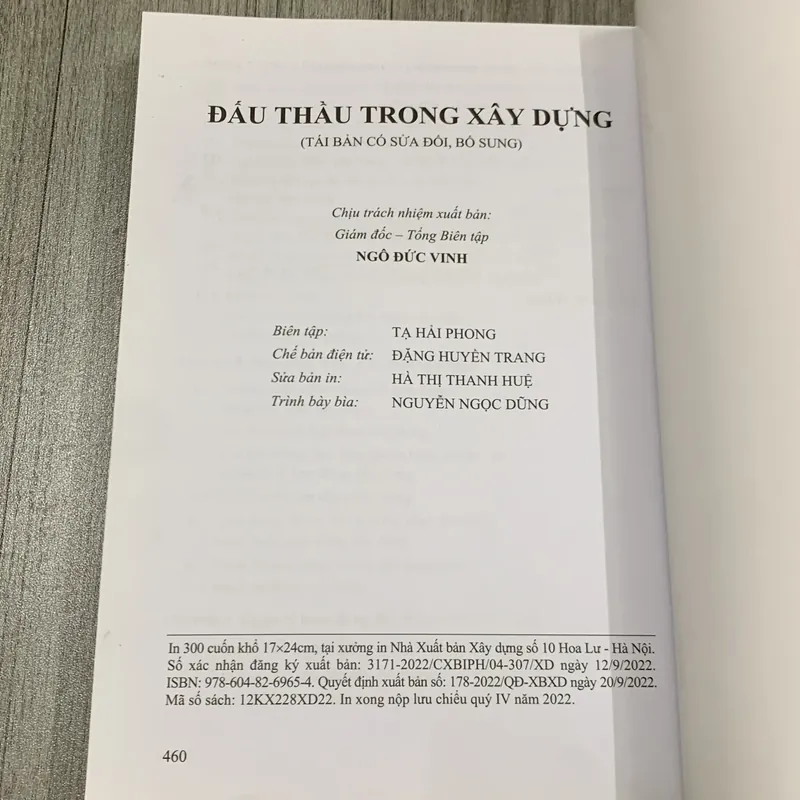 ĐẤU THẦU TRONG XÂY DỰNG
(TÁI BẢN CÓ SỬA ĐỔI, BỔ SUNG)
Chịu trách nhiệm xuất bản:
Giám đốc – Tổng Biên tập
NGÔ ĐỨC VINH
Biên tập: TẠ HẢI PHONG
Chế bản điện tử: ĐẶNG HUYỀN TRANG
Sửa bản in: HÀ THỊ THANH HUỆ
Trình bày bìa: NGUYỄN NGỌC DŨNG
In 300 cuốn khổ 17×24cm, tại xưởng in Nhà Xuất bản Xây dựng số 10 Hoa Lư - Hà Nội.
Số xác nhận đăng ký xuất bản: 3171-2022/CXBIPH/04-307/XD ngày 12/9/2022.
ISBN: 978-604-82-6965-4. Quyết định xuất bản số: 178-2022/QĐ-XBXD ngày 20/9/2022.
Mã số sách: 12KX228XD22. In xong nộp lưu chiểu quý IV năm 2022.
460